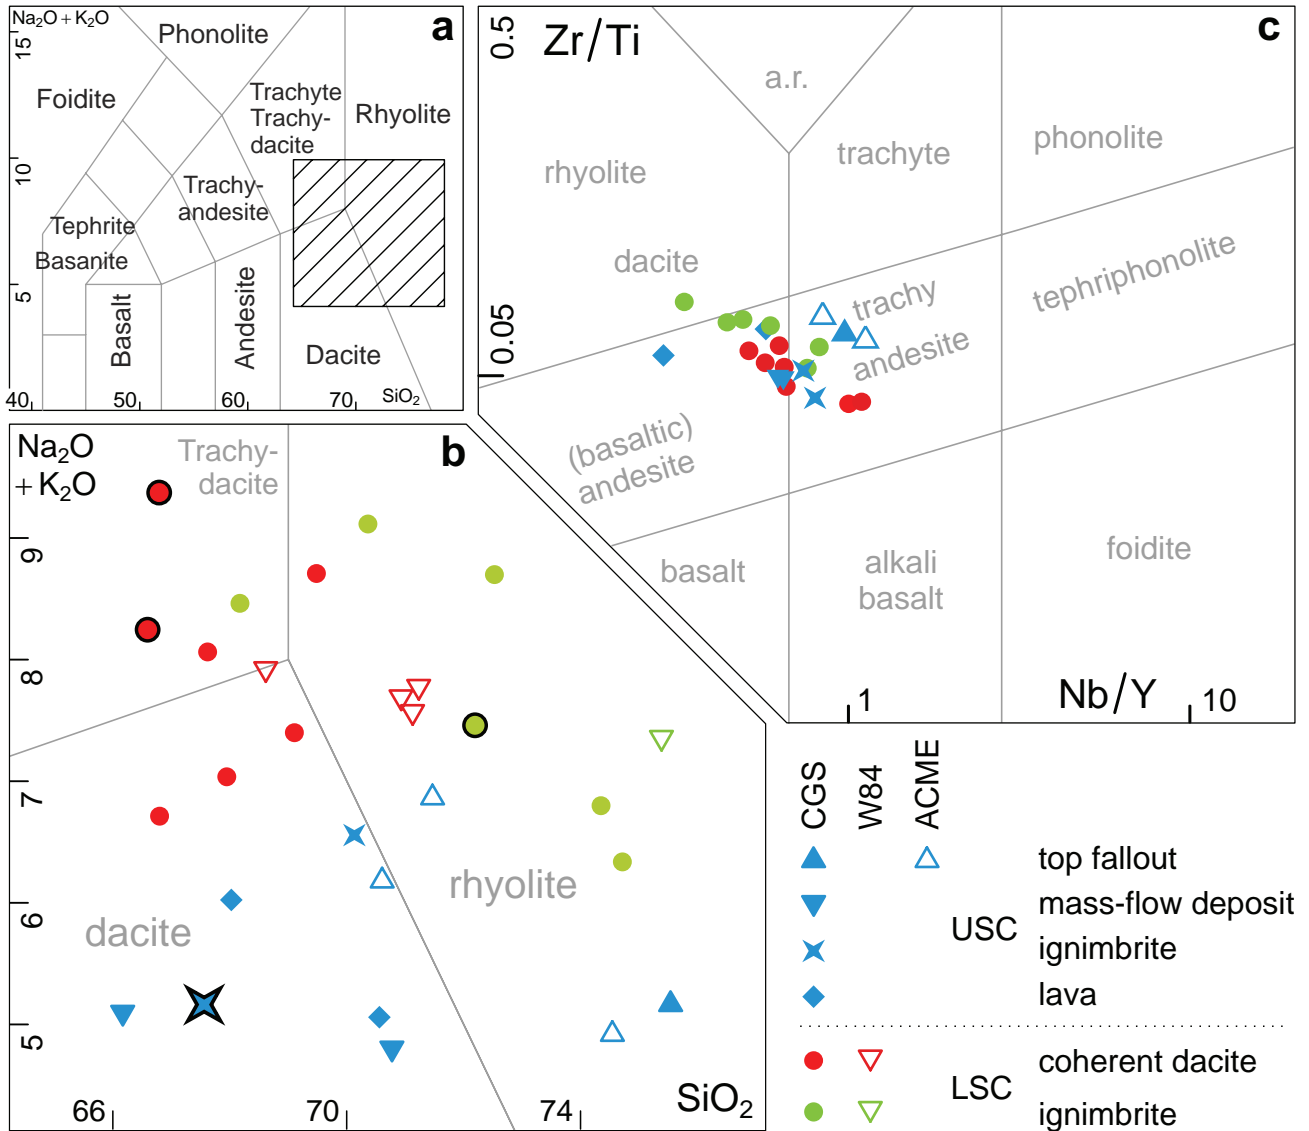 Na₂O + K₂O
a
15
10
5
Phonolite
Foidite
Trachyte
Trachy-
dacite
Rhyolite
Trachy-
andesite
Tephrite
Basanite
Basalt
Andesite
Dacite
40
50
60
70
SiO₂
Na₂O
+ K₂O
b
Trachy-
dacite
9
8
7
6
5
dacite
rhyolite
66
70
74
SiO₂
Zr/Ti
c
0.5
0.05
a.r.
rhyolite
trachyte
phonolite
dacite
trachy
andesite
tephriphonolite
(basaltic)
andesite
basalt
alkali
basalt
foidite
Nb/Y
1
10
CGS
W84
ACME
top fallout
mass-flow deposit
USC
ignimbrite
lava
coherent dacite
LSC
ignimbrite